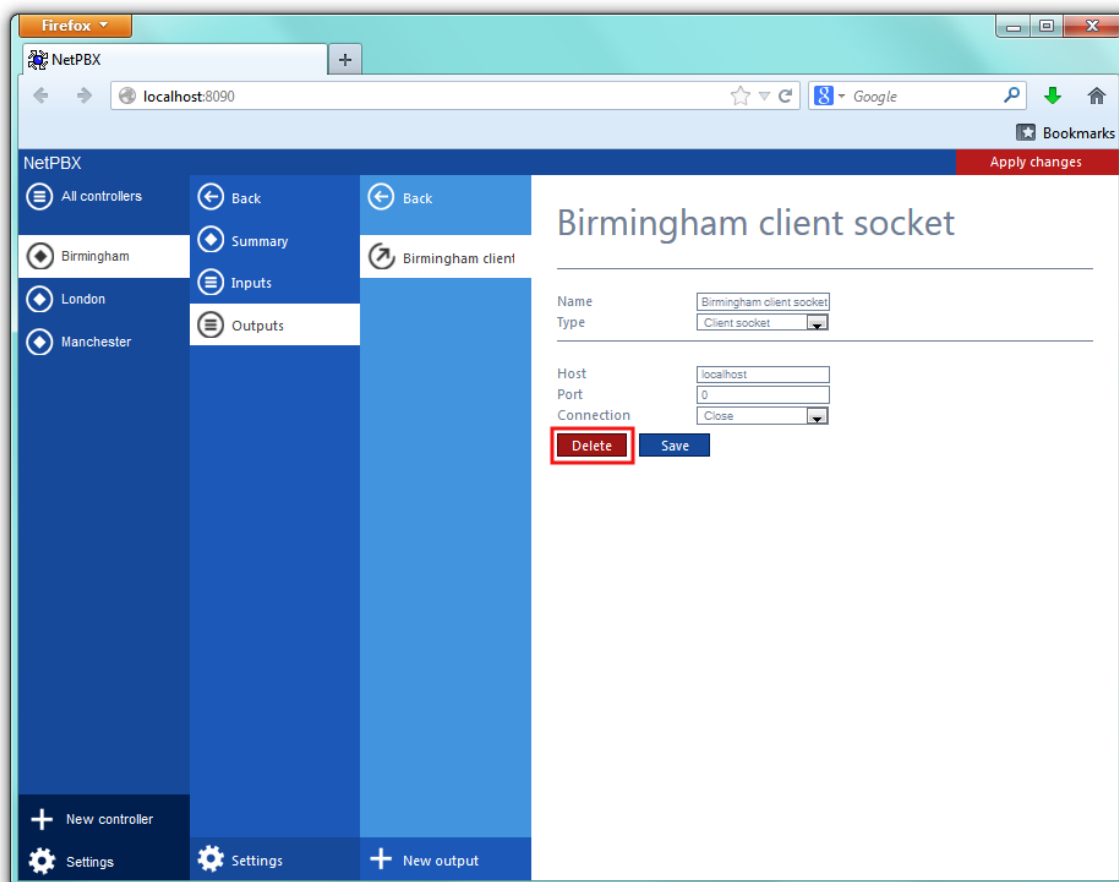 Firefox
NetPBX
localhost:8090
Google
Bookmarks
NetPBX
Apply changes
All controllers
Birmingham
London
Manchester
New controller
Settings
Back
Summary
Inputs
Outputs
Settings
Back
Birmingham client
New output
Birmingham client socket
Name Birmingham client socket
Type Client socket
Host localhost
Port 0
Connection Close
Delete Save